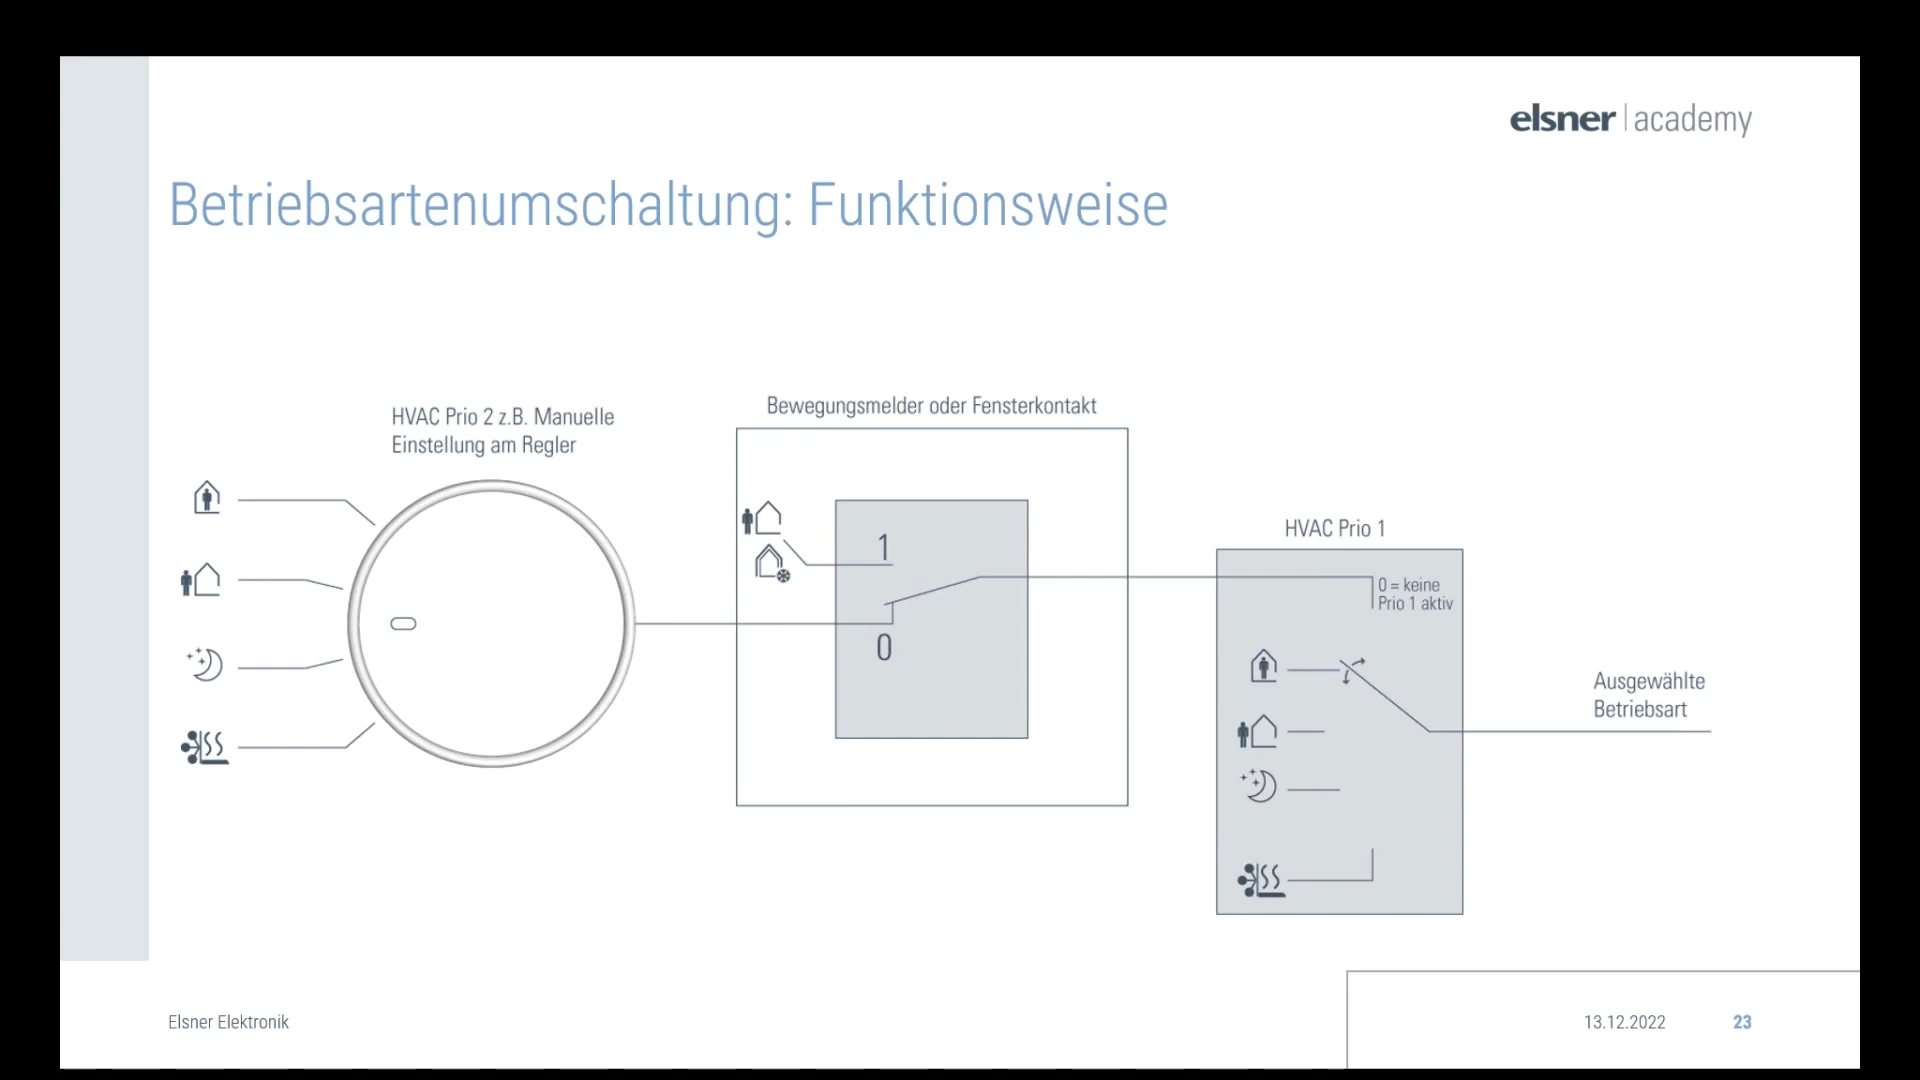 elsner | academy
Betriebsartenumschaltung: Funktionsweise
HVAC Prio 2 z.B. Manuelle
Einstellung am Regler
Bewegungsmelder oder Fensterkontakt
1
0
HVAC Prio 1
0 = keine
Prio 1 aktiv
Ausgewählte
Betriebsart
Elsner Elektronik
13.12.2022
23